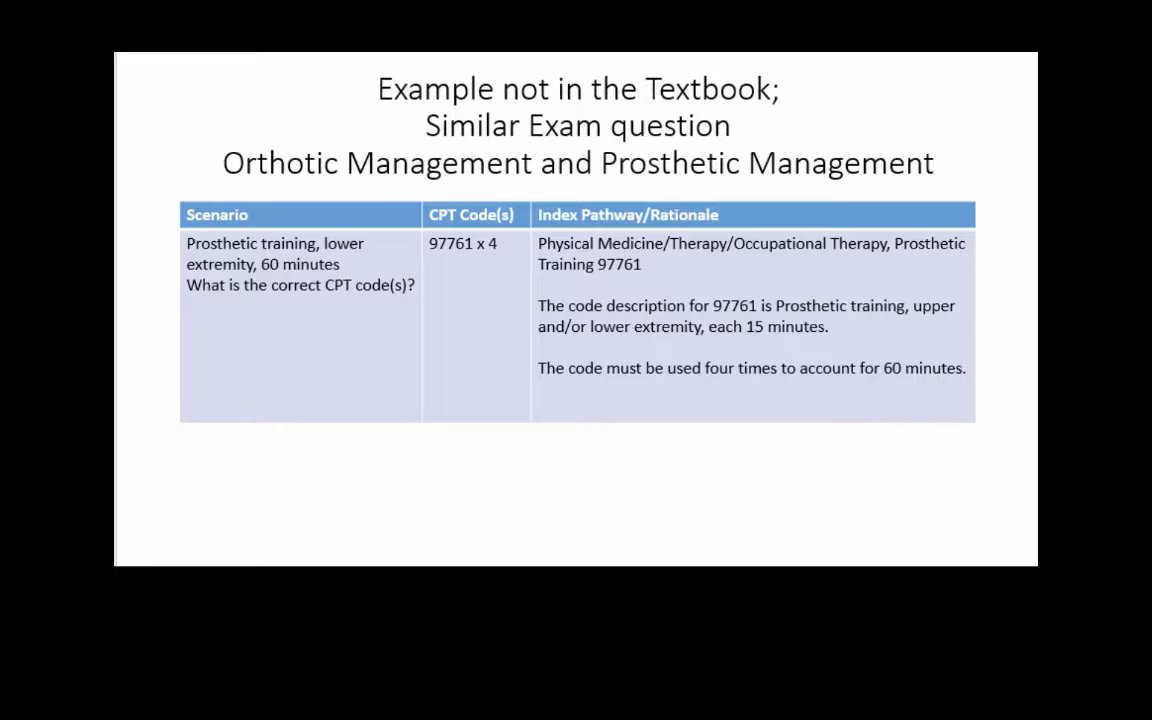 Example not in the Textbook;
Similar Exam question
Orthotic Management and Prosthetic Management
Scenario
CPT Code(s)
Index Pathway/Rationale
Prosthetic training, lower
extremity, 60 minutes
What is the correct CPT code(s)?
97761 x 4
Physical Medicine/Therapy/Occupational Therapy, Prosthetic
Training 97761
The code description for 97761 is Prosthetic training, upper
and/or lower extremity, each 15 minutes.
The code must be used four times to account for 60 minutes.